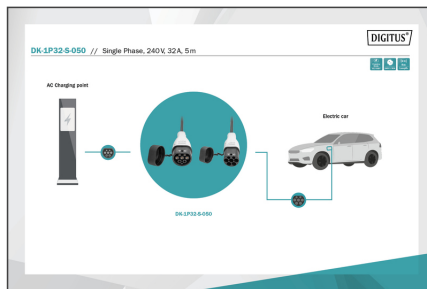 DIGITUS®
DK-1P32-S-050 // Single Phase, 240V, 32A, 5m
AC Charging point
Electric car
DK-1P32-S-050